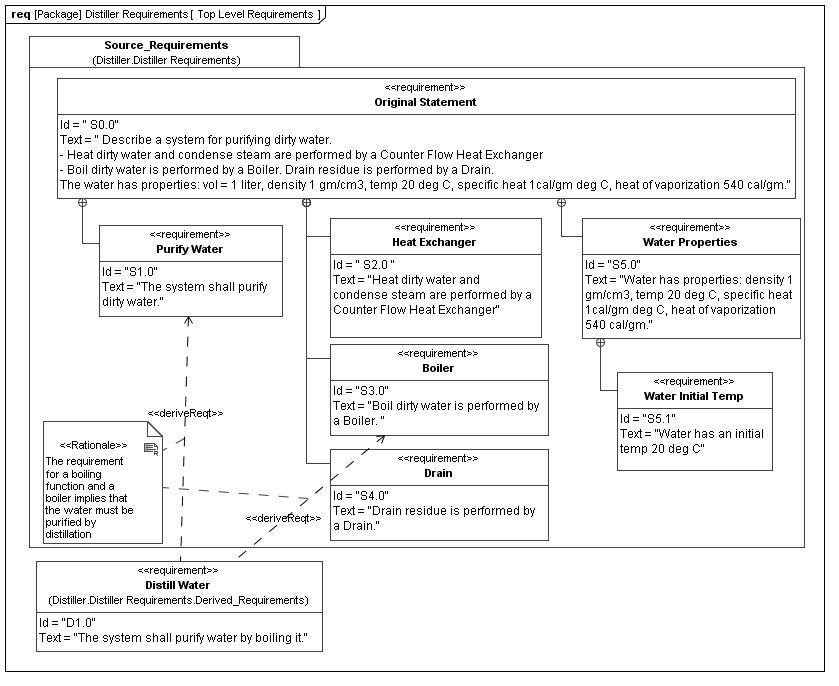 req [Package] Distiller Requirements [ Top Level Requirements ]
Source_Requirements
(Distiller.Distiller Requirements)
<<requirement>>
Original Statement
Id = " S0.0"
Text = " Describe a system for purifying dirty water.
- Heat dirty water and condense steam are performed by a Counter Flow Heat Exchanger
- Boil dirty water is performed by a Boiler. Drain residue is performed by a Drain.
The water has properties: vol = 1 liter, density 1 gm/cm3, temp 20 deg C, specific heat 1cal/gm deg C, heat of vaporization 540 cal/gm."
<<requirement>>
Purify Water
Id = "S1.0"
Text = "The system shall purify
dirty water."
<<requirement>>
Heat Exchanger
Id = " S2.0 "
Text = "Heat dirty water and
condense steam are performed by a
Counter Flow Heat Exchanger"
<<requirement>>
Water Properties
Id = "S5.0"
Text = "Water has properties: density 1
gm/cm3, temp 20 deg C, specific heat
1cal/gm deg C, heat of vaporization
540 cal/gm."
<<requirement>>
Boiler
Id = "S3.0"
Text = "Boil dirty water is performed by
a Boiler. "
<<requirement>>
Water Initial Temp
Id = "S5.1"
Text = "Water has an initial
temp 20 deg C"
<<deriveReqt>>
<<Rationale>>
The requirement
for a boiling
function and a
boiler implies that
the water must be
purified by
distillation
<<requirement>>
Drain
Id = "S4.0"
Text = "Drain residue is performed by
a Drain."
<<deriveReqt>>
<<requirement>>
Distill Water
(Distiller.Distiller Requirements.Derived_Requirements)
Id = "D1.0"
Text = "The system shall purify water by boiling it."